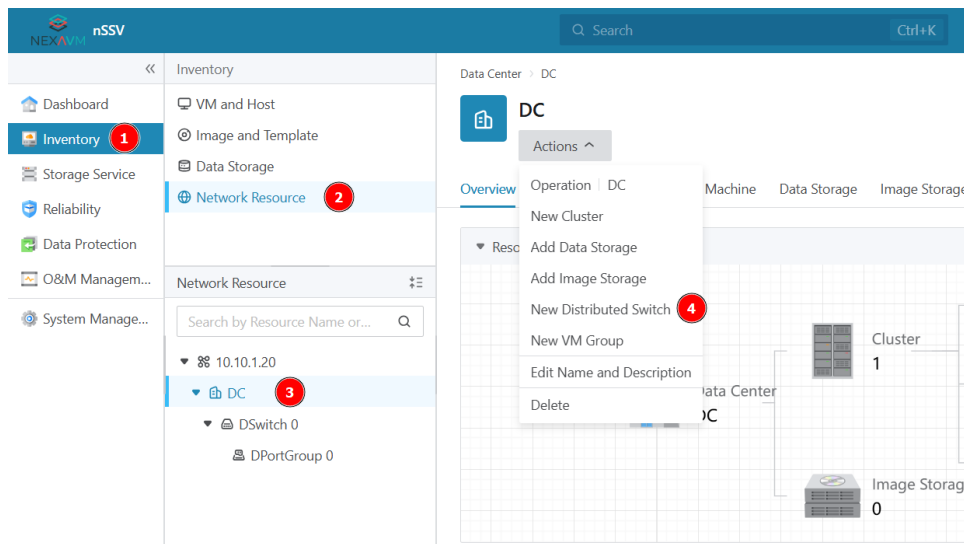 NEXAVM nSSV
Search Ctrl+K
Dashboard
Inventory 1
Storage Service
Reliability
Data Protection
O&M Managem...
System Manage...
Inventory
VM and Host
Image and Template
Data Storage
Network Resource 2
Network Resource
Search by Resource Name or...
10.10.1.20
DC 3
DSwitch 0
DPortGroup 0
Data Center DC
DC
Actions
Overview Machine Data Storage Image Storage
Operation DC
New Cluster
Add Data Storage
Add Image Storage
New Distributed Switch 4
New VM Group
Edit Name and Description
Delete
Reso
Data Center
DC
Cluster
1
Image Storag
0